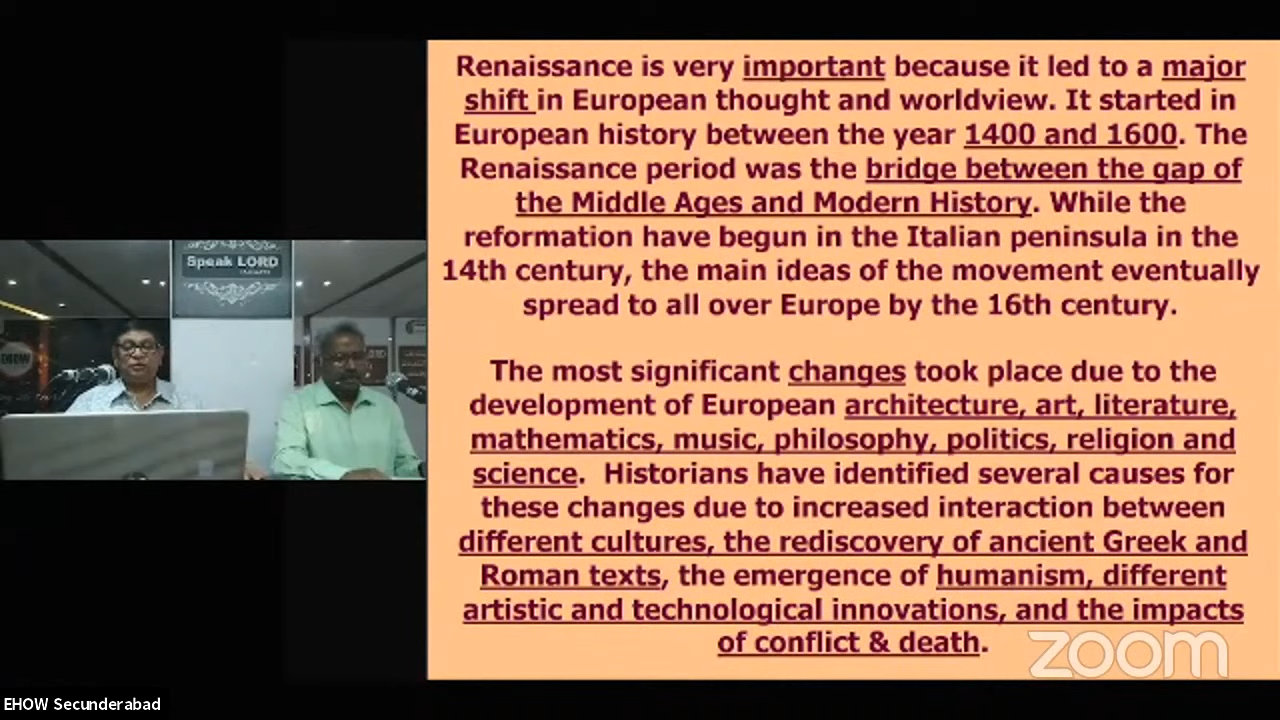 Renaissance is very important because it led to a major
shift in European thought and worldview. It started in
European history between the year 1400 and 1600. The
Renaissance period was the bridge between the gap of
the Middle Ages and Modern History. While the
reformation have begun in the Italian peninsula in the
14th century, the main ideas of the movement eventually
spread to all over Europe by the 16th century.
The most significant changes took place due to the
development of European architecture, art, literature,
mathematics, music, philosophy, politics, religion and
science. Historians have identified several causes for
these changes due to increased interaction between
different cultures, the rediscovery of ancient Greek and
Roman texts, the emergence of humanism, different
artistic and technological innovations, and the impacts
of conflict & death.
Speak LORD
EHOW
zoom
EHOW Secunderabad